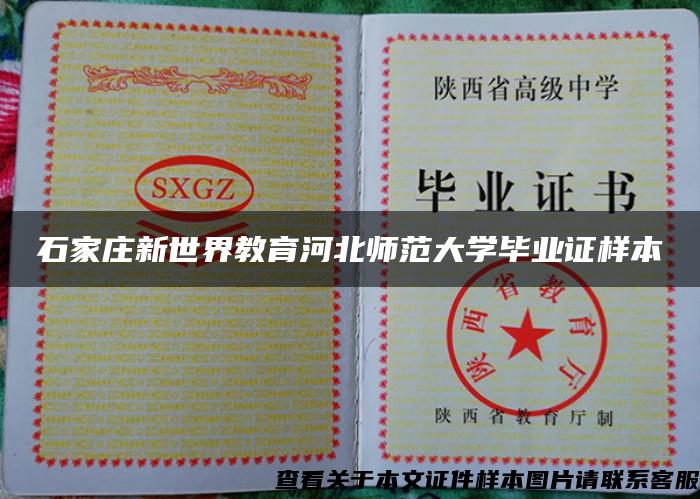 陕西省高级中学
SXGZ
毕业证书
石家庄新世界教育河北师范大学毕业证样本
陕西省教育厅
陕西省教育厅制
查看关于本文证件样本图片请联系客服